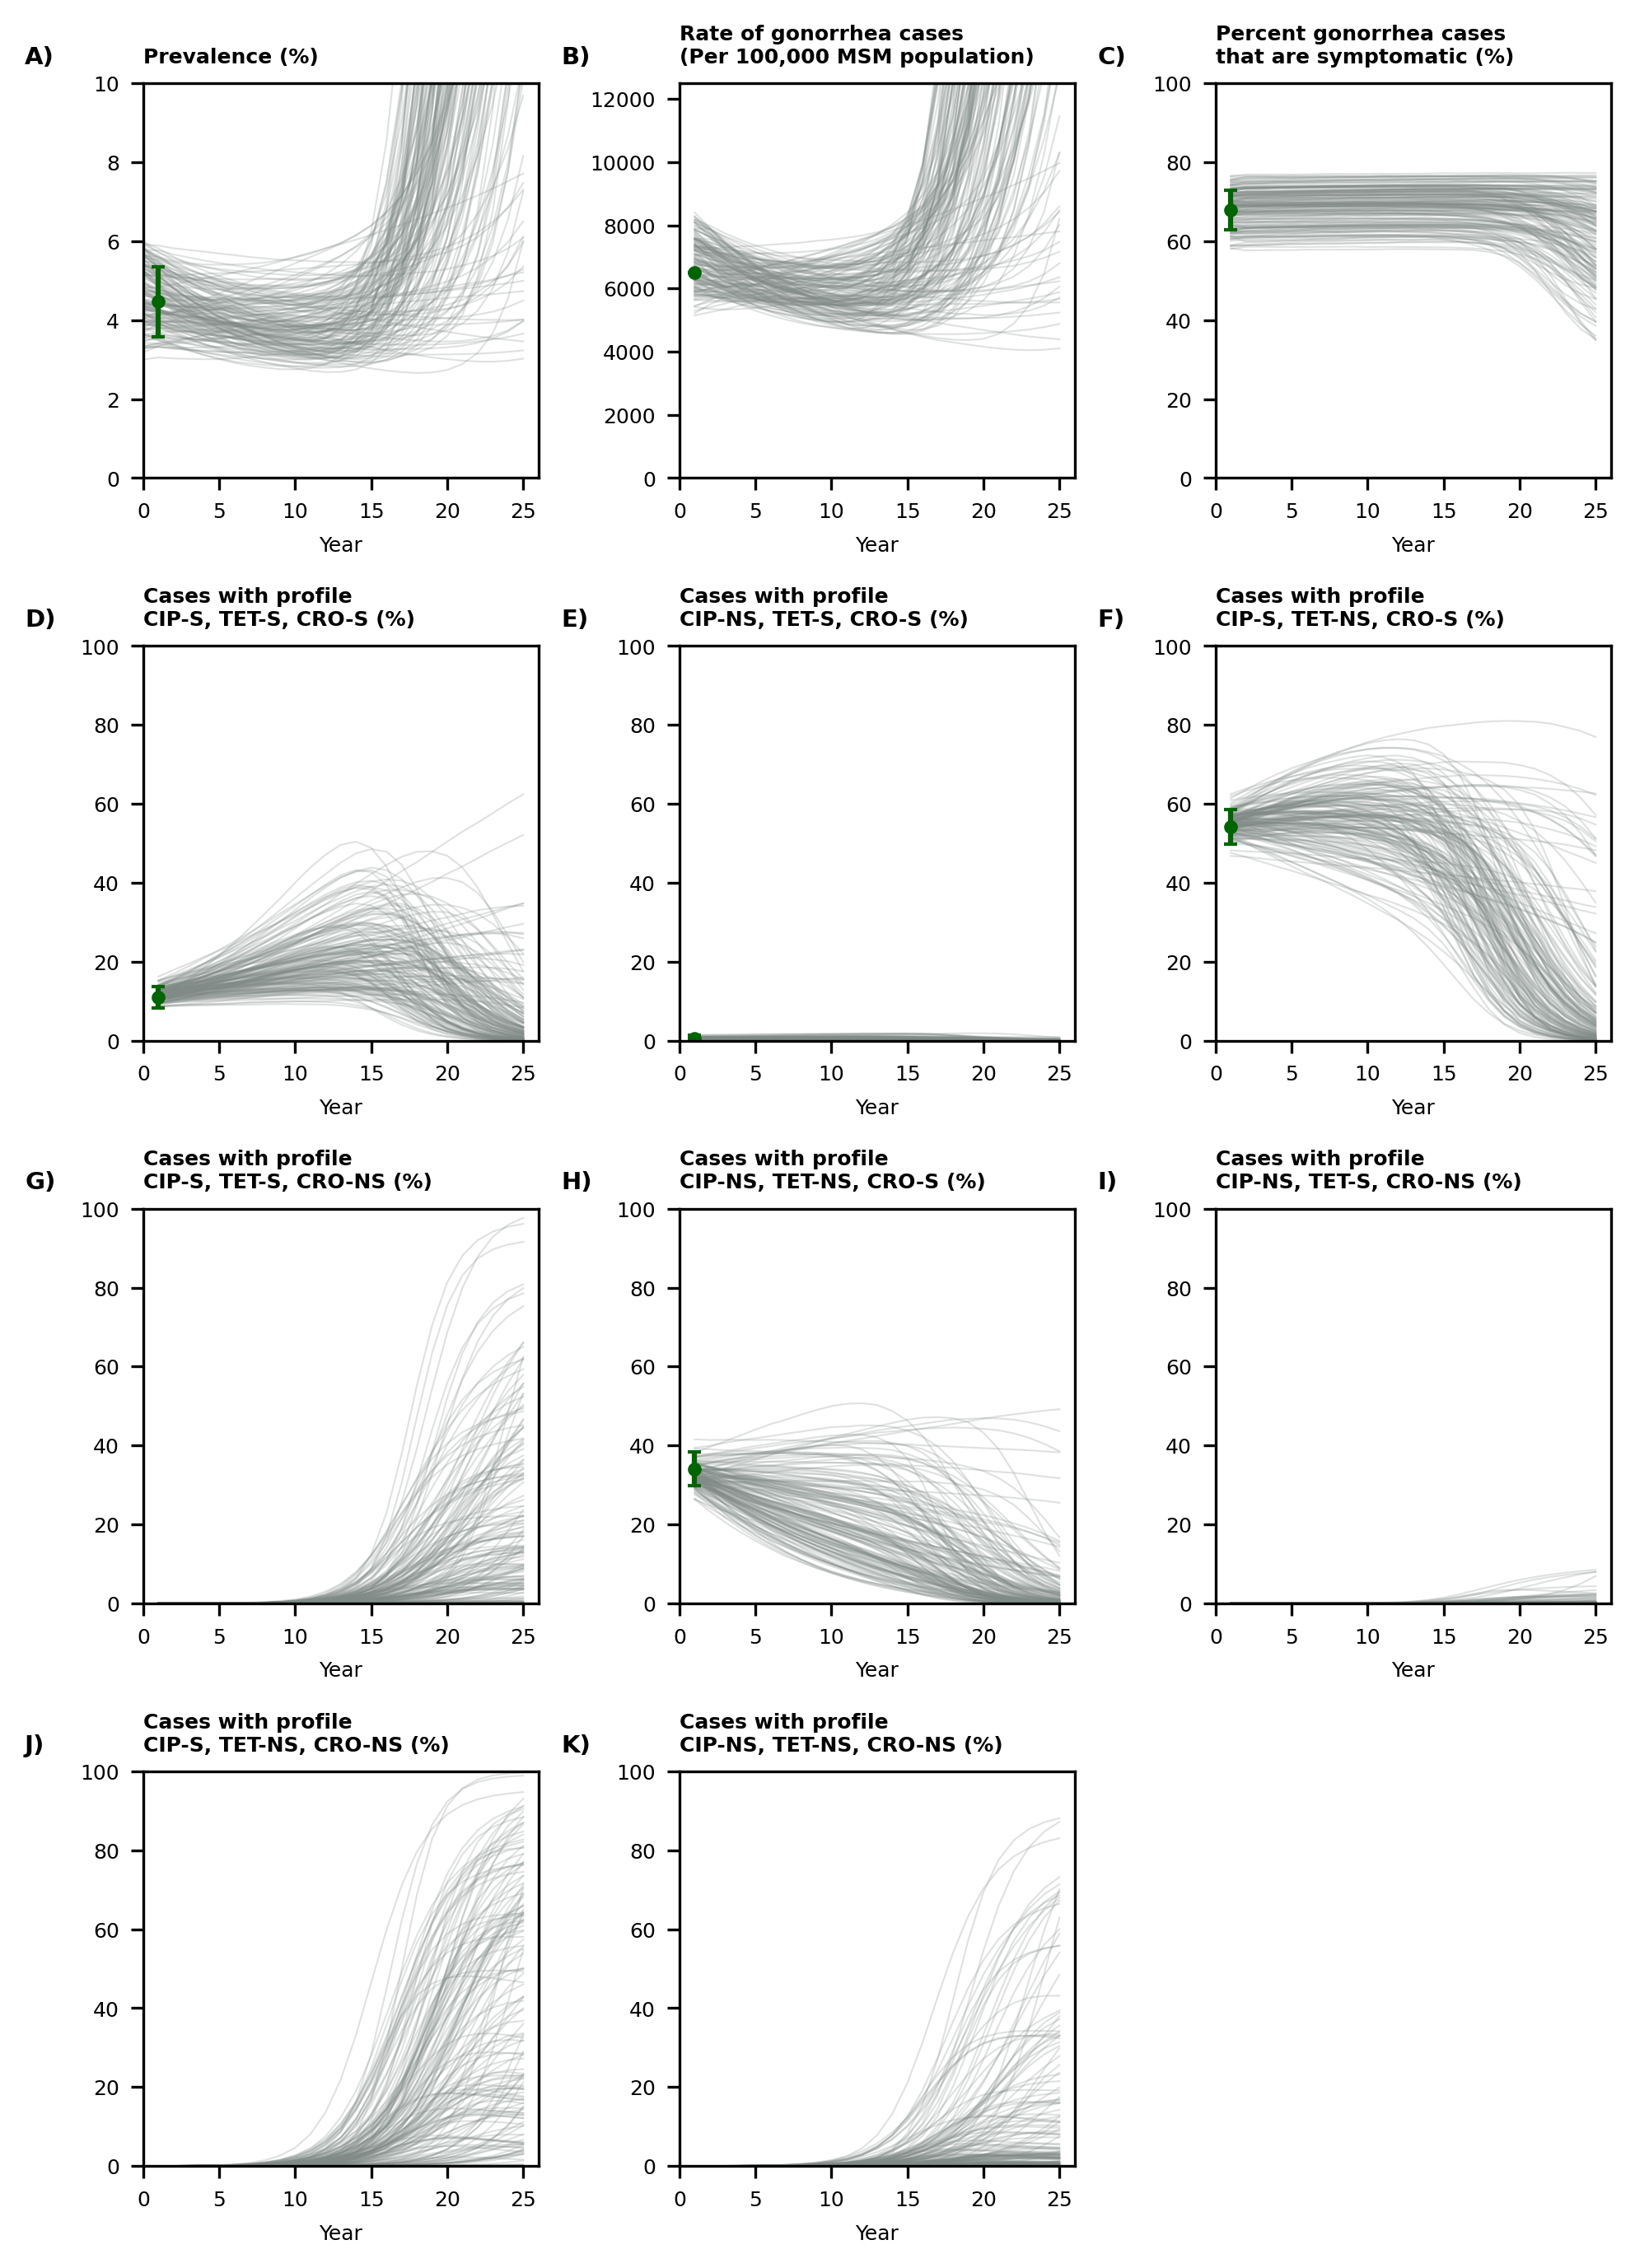 A)
Prevalence (%)
10
8
6
4
2
0
0 5 10 15 20 25
Year
B)
Rate of gonorrhea cases
(Per 100,000 MSM population)
12000
10000
8000
6000
4000
2000
0
0 5 10 15 20 25
Year
C)
Percent gonorrhea cases
that are symptomatic (%)
100
80
60
40
20
0
0 5 10 15 20 25
Year
D)
Cases with profile
CIP-S, TET-S, CRO-S (%)
100
80
60
40
20
0
0 5 10 15 20 25
Year
E)
Cases with profile
CIP-NS, TET-S, CRO-S (%)
100
80
60
40
20
0
0 5 10 15 20 25
Year
F)
Cases with profile
CIP-S, TET-NS, CRO-S (%)
100
80
60
40
20
0
0 5 10 15 20 25
Year
G)
Cases with profile
CIP-S, TET-S, CRO-NS (%)
100
80
60
40
20
0
0 5 10 15 20 25
Year
H)
Cases with profile
CIP-NS, TET-NS, CRO-S (%)
100
80
60
40
20
0
0 5 10 15 20 25
Year
I)
Cases with profile
CIP-NS, TET-S, CRO-NS (%)
100
80
60
40
20
0
0 5 10 15 20 25
Year
J)
Cases with profile
CIP-S, TET-NS, CRO-NS (%)
100
80
60
40
20
0
0 5 10 15 20 25
Year
K)
Cases with profile
CIP-NS, TET-NS, CRO-NS (%)
100
80
60
40
20
0
0 5 10 15 20 25
Year